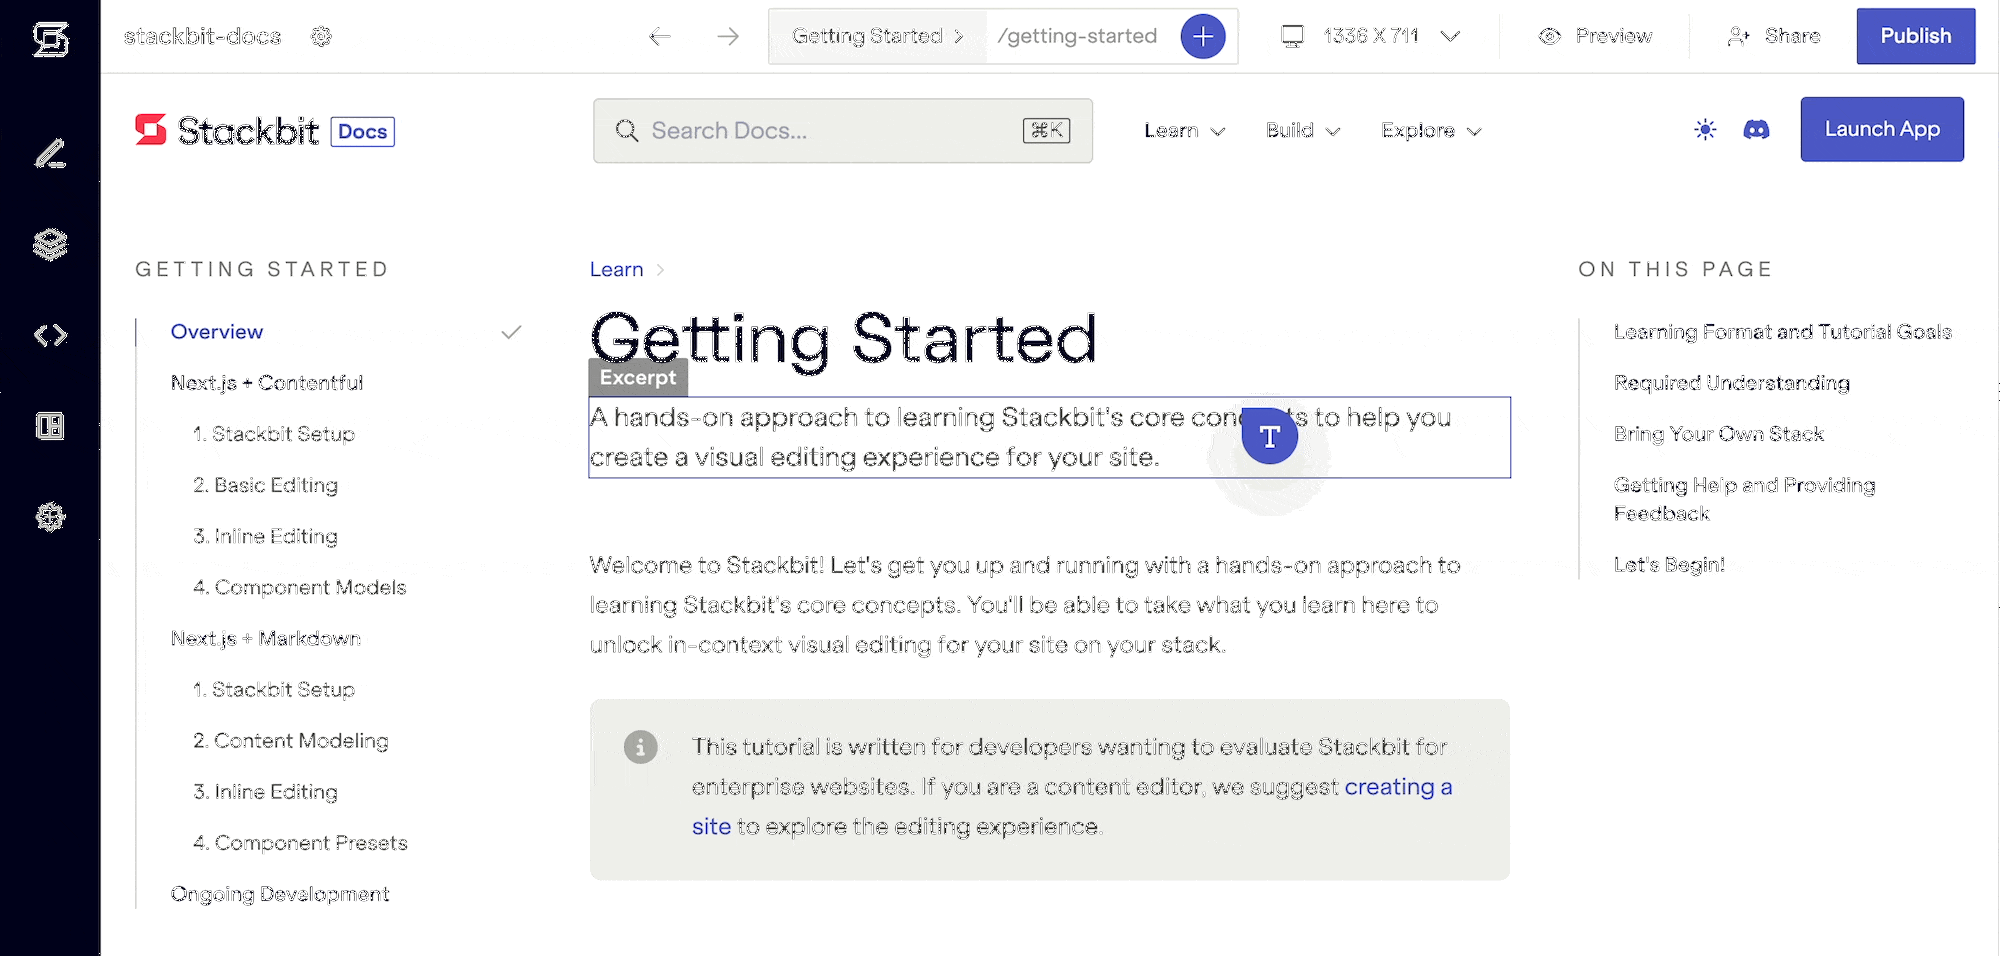 stackbit-docs
Getting Started
/getting-started
1336 X 711
Preview
Share
Publish
Stackbit Docs
Search Docs...
⌘K
Learn
Build
Explore
Launch App
GETTING STARTED
Overview
Next.js + Contentful
1. Stackbit Setup
2. Basic Editing
3. Inline Editing
4. Component Models
Next.js + Markdown
1. Stackbit Setup
2. Content Modeling
3. Inline Editing
4. Component Presets
Ongoing Development
Learn
Getting Started
Excerpt
A hands-on approach to learning Stackbit's core concepts to help you
create a visual editing experience for your site.
T
Welcome to Stackbit! Let's get you up and running with a hands-on approach to
learning Stackbit's core concepts. You'll be able to take what you learn here to
unlock in-context visual editing for your site on your stack.
This tutorial is written for developers wanting to evaluate Stackbit for
enterprise websites. If you are a content editor, we suggest creating a
site to explore the editing experience.
ON THIS PAGE
Learning Format and Tutorial Goals
Required Understanding
Bring Your Own Stack
Getting Help and Providing
Feedback
Let's Begin!